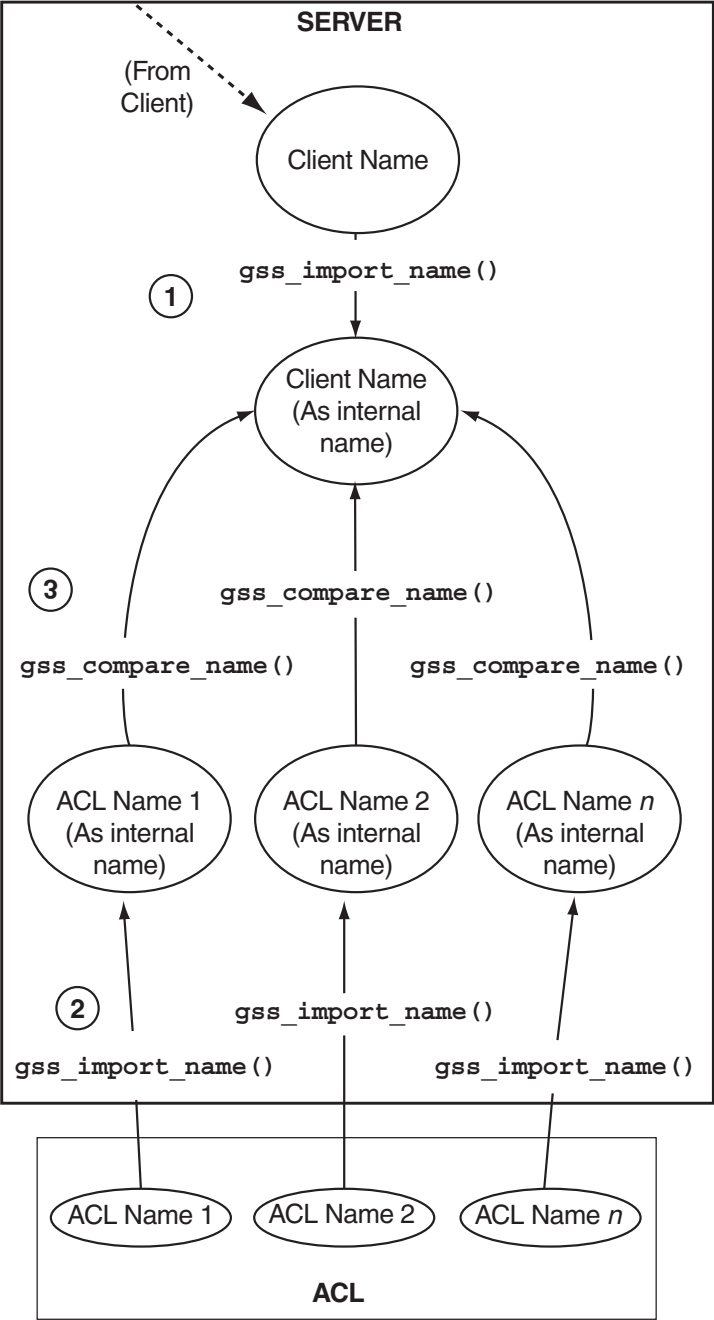 SERVER
(From
Client)
Client Name
gss_import_name()
1
Client Name
(As internal
name)
3
gss_compare_name()
gss_compare_name()
gss_compare_name()
ACL Name 1
(As internal
name)
ACL Name 2
(As internal
name)
ACL Name n
(As internal
name)
2
gss_import_name()
gss_import_name()
gss_import_name()
ACL Name 1
ACL Name 2
ACL Name n
ACL